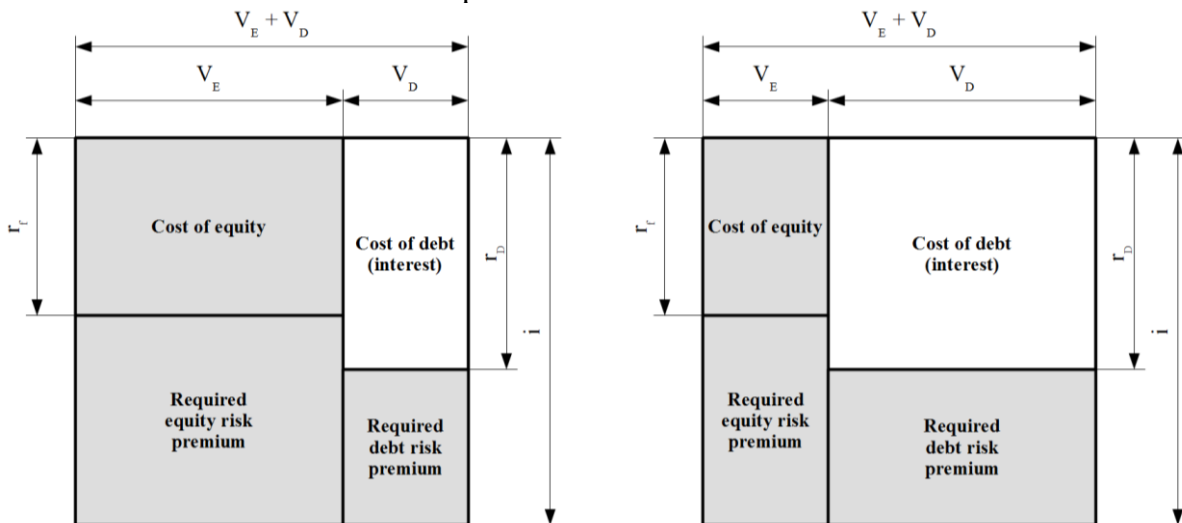 V_E + V_D
V_E
V_D
r_f
Cost of equity
Cost of debt
(interest)
r_D
i
Required
equity risk
premium
Required
debt risk
premium
V_E + V_D
V_E
V_D
r_f
Cost of equity
Cost of debt
(interest)
r_D
i
Required
equity risk
premium
Required
debt risk
premium